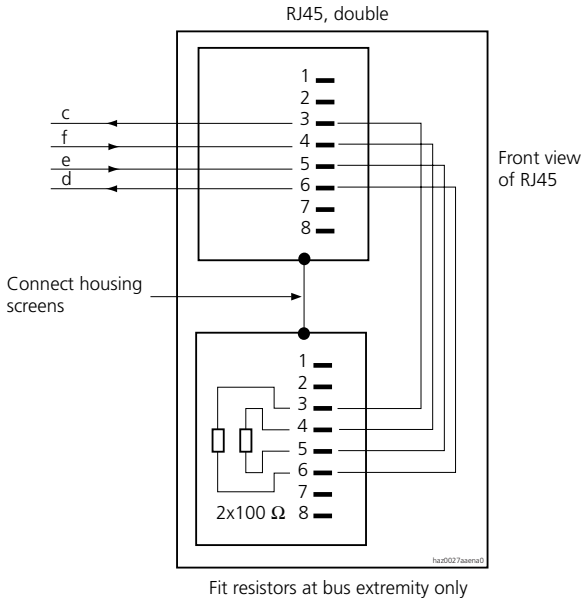 RJ45, double
1
2
3
4
5
6
7
8
c
f
e
d
Front view
of RJ45
Connect housing
screens
1
2
3
4
5
6
7
8
2x100 Ω
haz0027aaena0
Fit resistors at bus extremity only